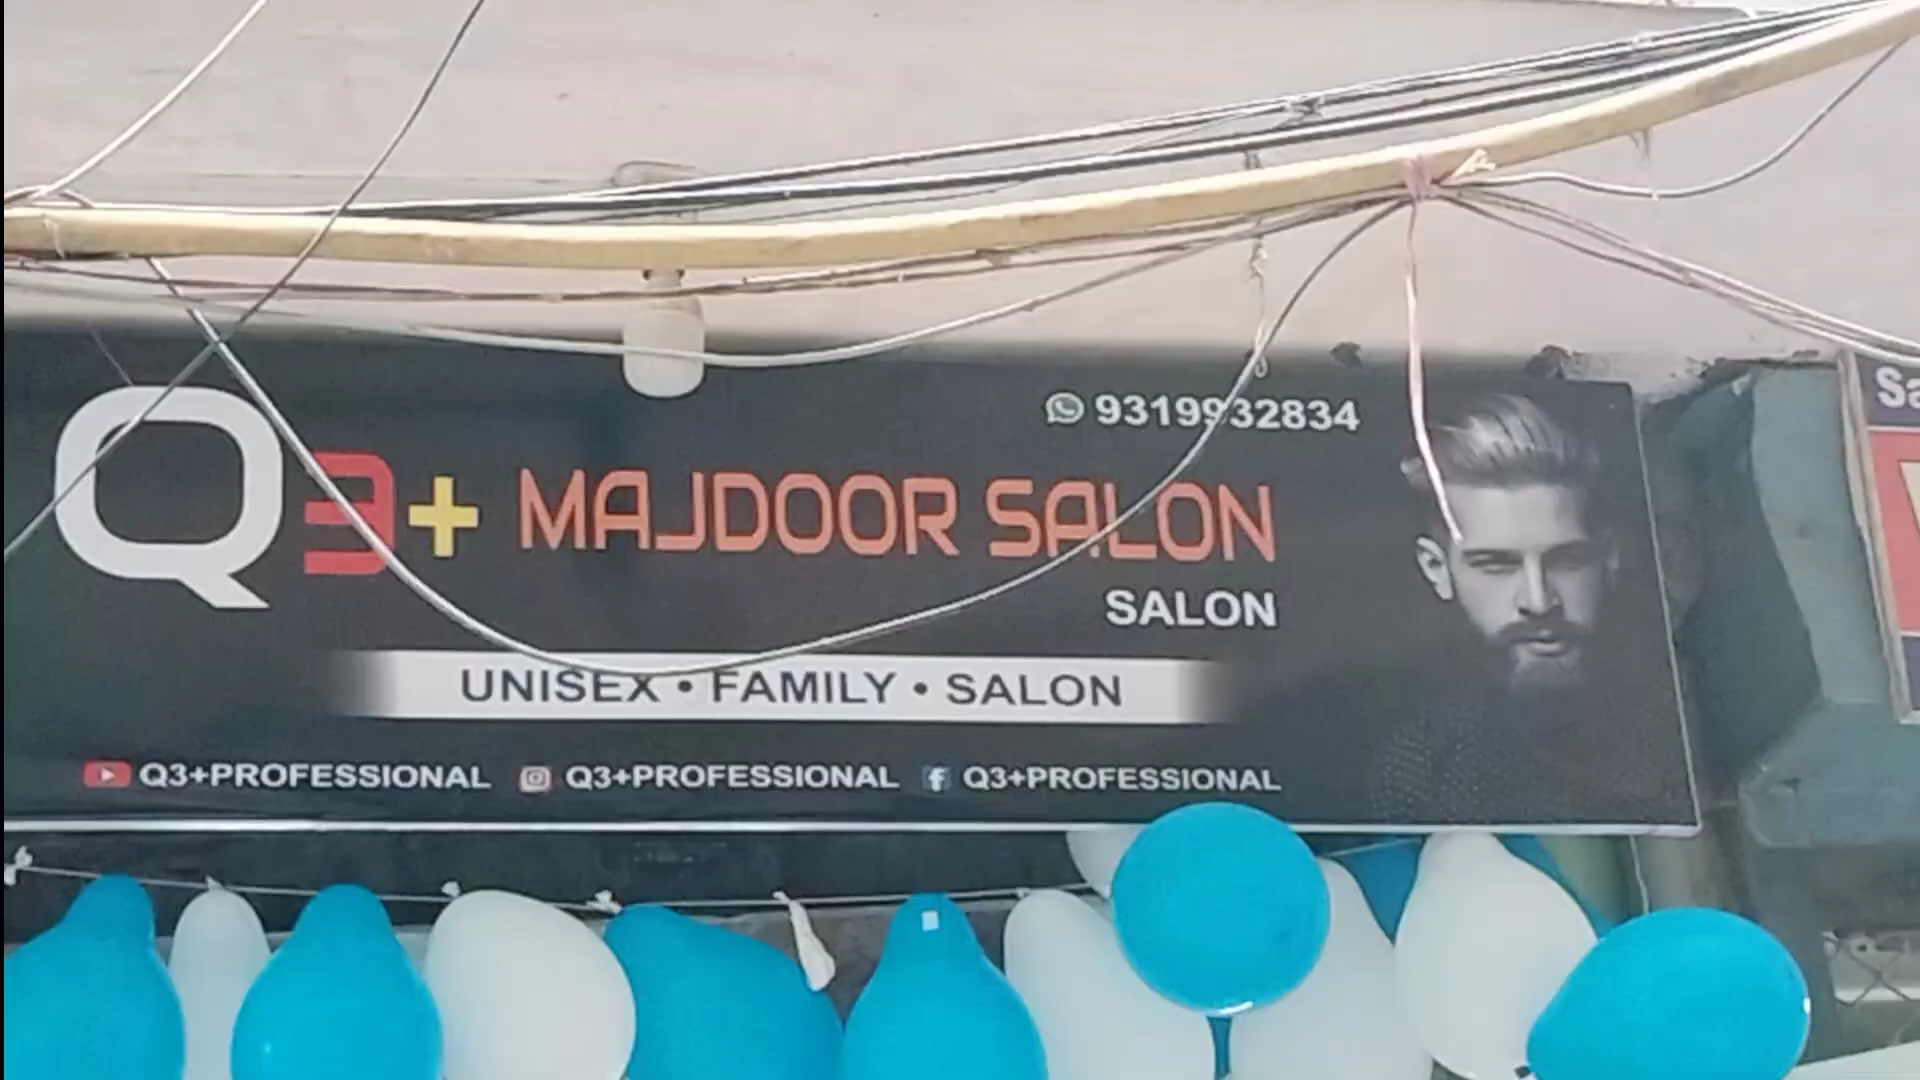 9319932834
Q3+ MAJDOOR SALON
SALON
UNISEX • FAMILY • SALON
Q3+PROFESSIONAL Q3+PROFESSIONAL Q3+PROFESSIONAL